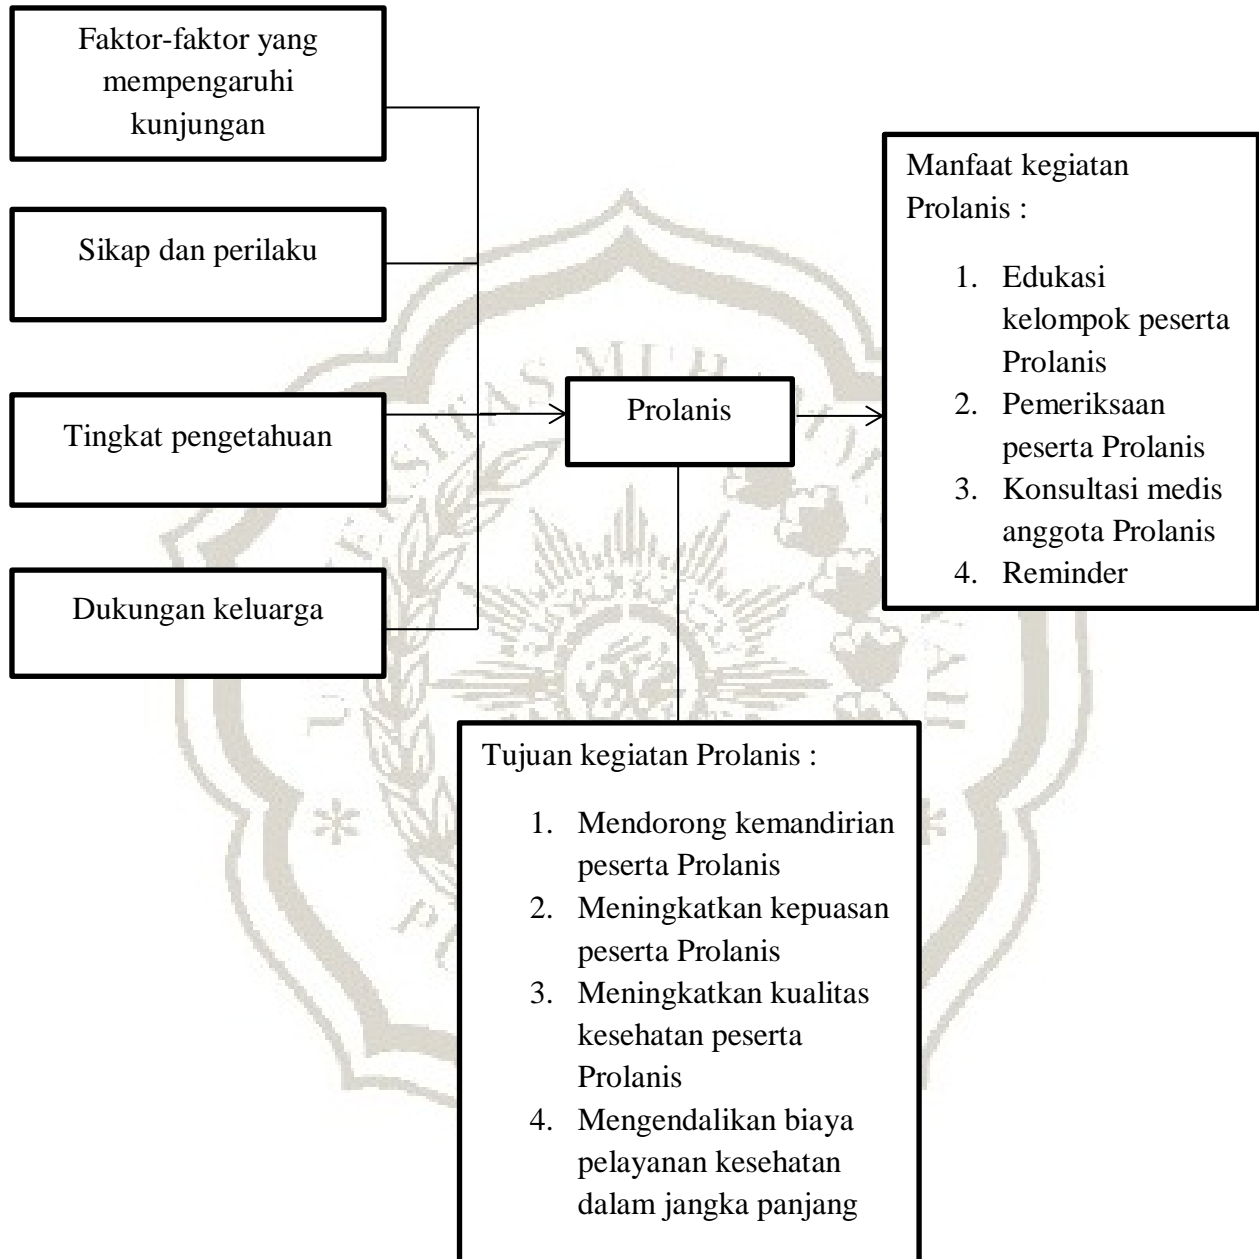 Faktor-faktor yang
mempengaruhi
kunjungan
Sikap dan perilaku
Tingkat pengetahuan
Dukungan keluarga
Prolanis
Manfaat kegiatan
Prolanis :
1. Edukasi
kelompok peserta
Prolanis
2. Pemeriksaan
peserta Prolanis
3. Konsultasi medis
anggota Prolanis
4. Reminder
Tujuan kegiatan Prolanis :
1. Mendorong kemandirian
peserta Prolanis
2. Meningkatkan kepuasan
peserta Prolanis
3. Meningkatkan kualitas
kesehatan peserta
Prolanis
4. Mengendalikan biaya
pelayanan kesehatan
dalam jangka panjang